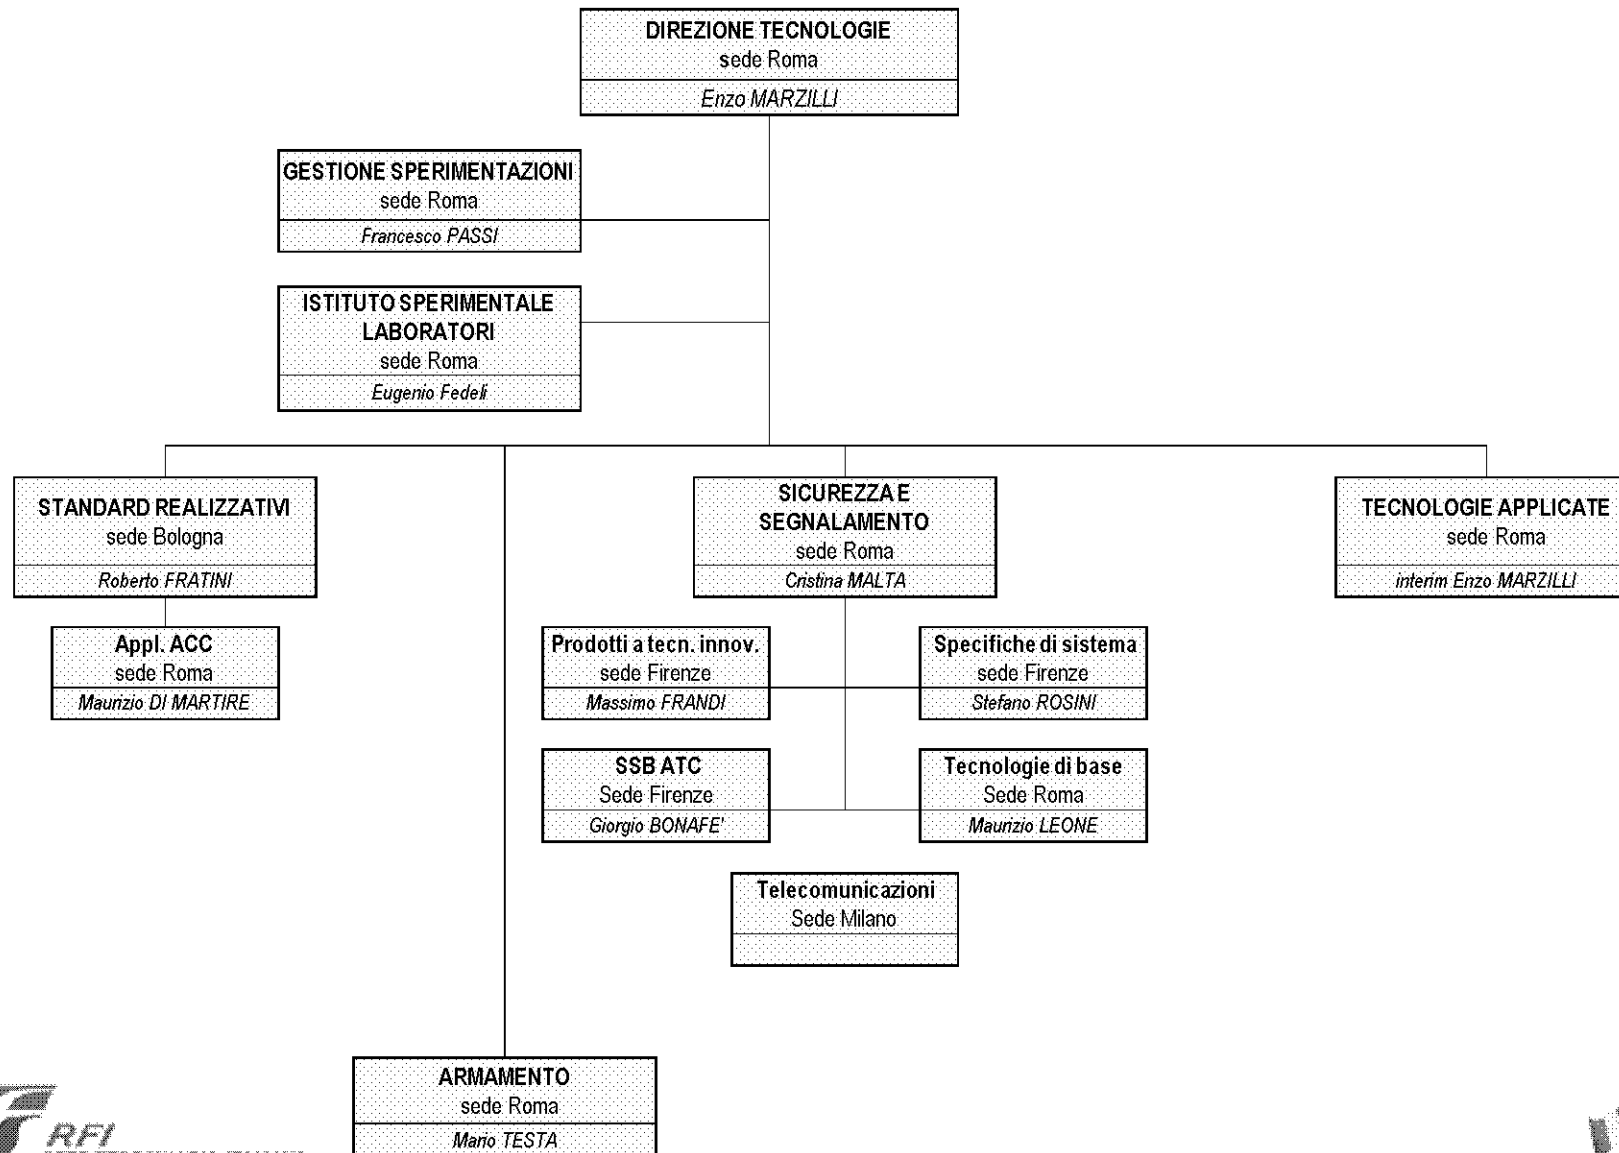 DIREZIONE TECNOLOGIE
sede Roma
Enzo MARZILLI
GESTIONE SPERIMENTAZIONI
sede Roma
Francesco PASSI
ISTITUTO SPERIMENTALE
LABORATORI
sede Roma
Eugenio Fedeli
STANDARD REALIZZATIVI
sede Bologna
Roberto FRATINI
SICUREZZA E
SEGNALAMENTO
sede Roma
Cristina MALTA
TECNOLOGIE APPLICATE
sede Roma
interim Enzo MARZILLI
Appl. ACC
sede Roma
Maurizio DI MARTIRE
Prodotti a tecn. innov.
sede Firenze
Massimo FRANDI
Specifiche di sistema
sede Firenze
Stefano ROSINI
SSB ATC
Sede Firenze
Giorgio BONAFE'
Tecnologie di base
Sede Roma
Maurizio LEONE
Telecomunicazioni
Sede Milano
ARMAMENTO
sede Roma
Mario TESTA
RFI